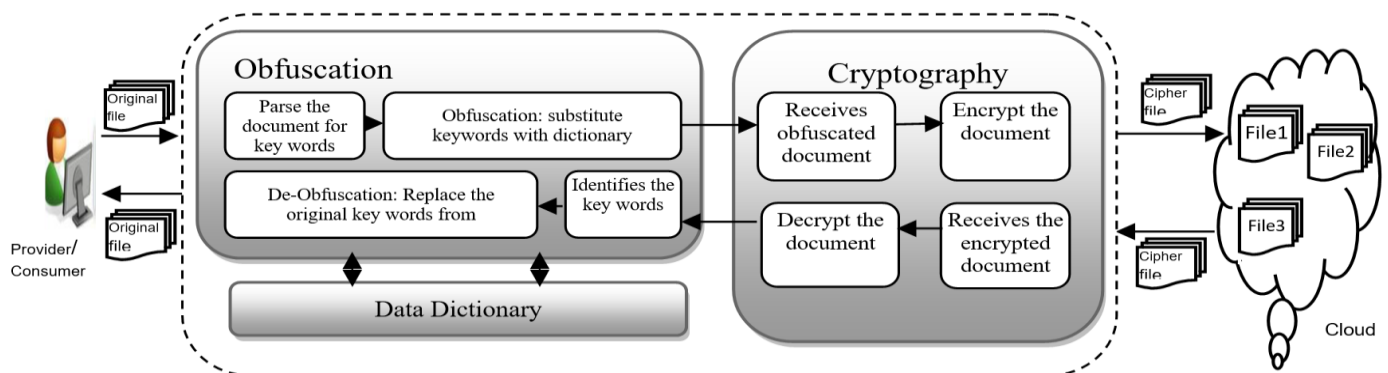 Original
file
Original
file
Provider/
Consumer
Obfuscation
Parse the
document for
key words
Obfuscation: substitute
keywords with dictionary
De-Obfuscation: Replace the
original key words from
Identifies the
key words
Data Dictionary
Cryptography
Receives
obfuscated
document
Encrypt the
document
Decrypt the
document
Receives the
encrypted
document
Cipher
file
Cipher
file
File1
File2
File3
Cloud